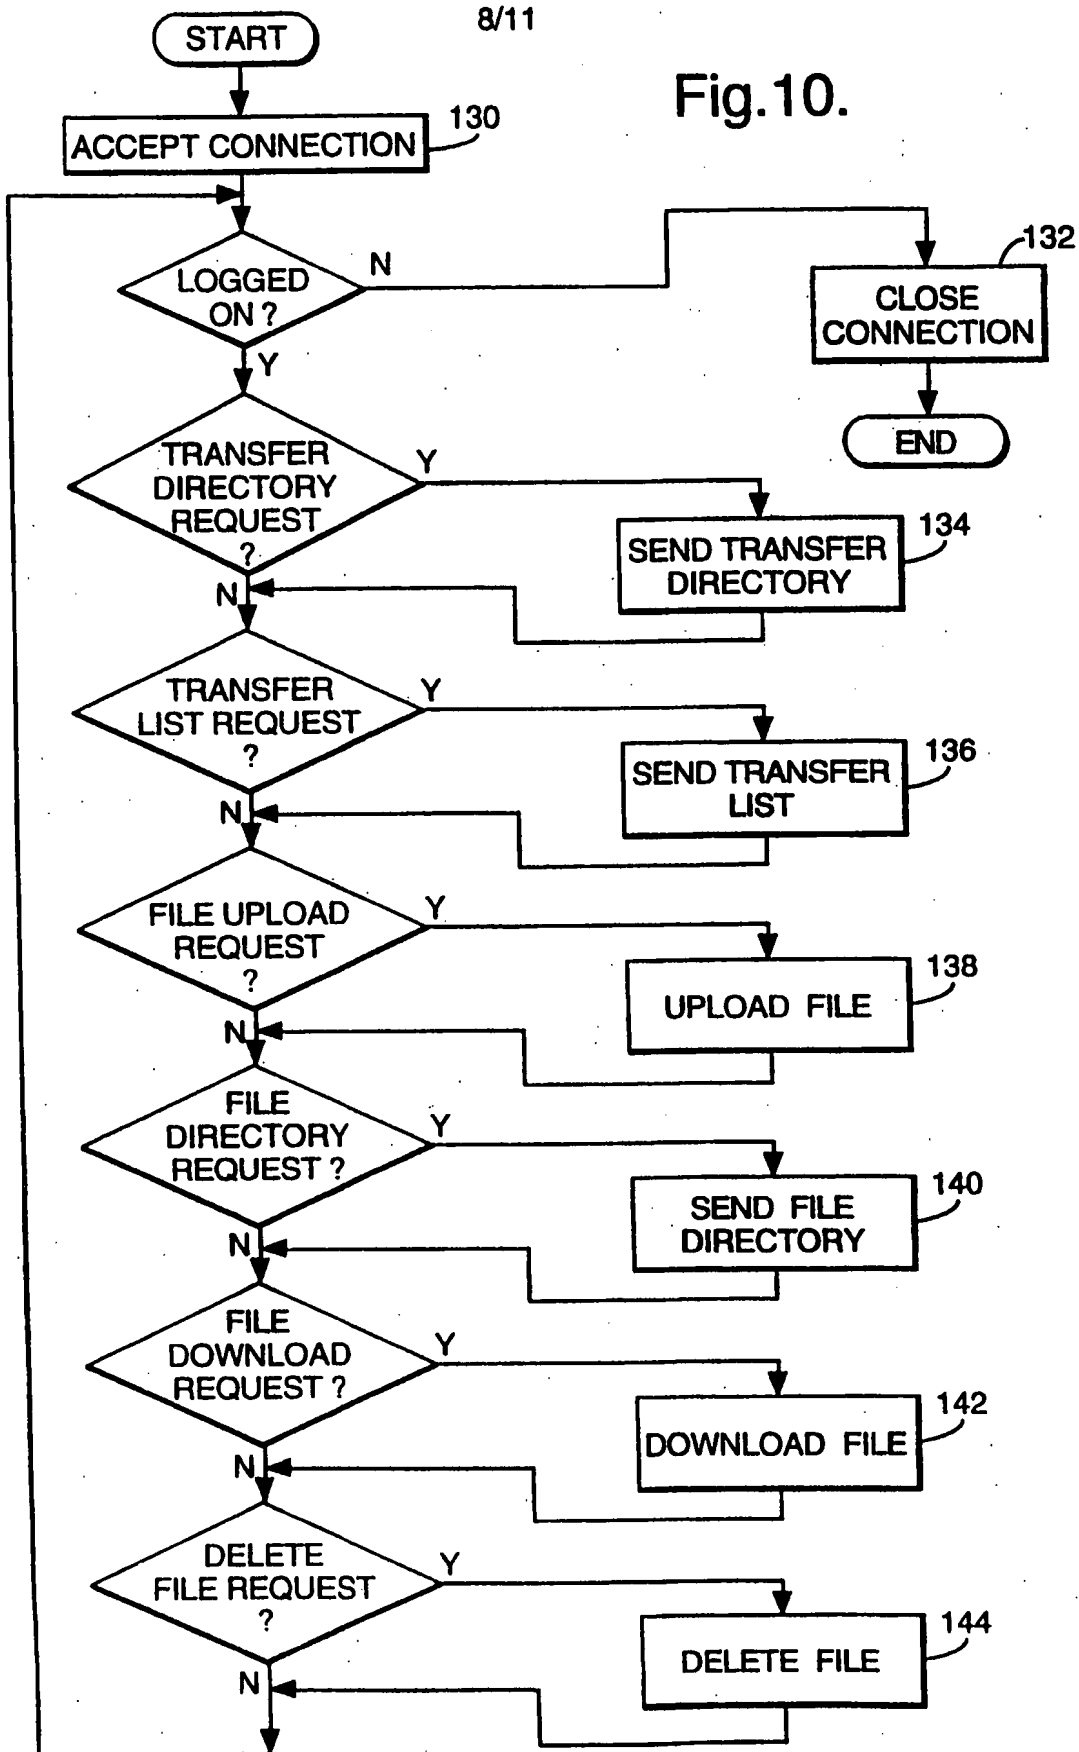 8/11
START
Fig.10.
ACCEPT CONNECTION
130
LOGGED
ON ?
N
Y
132
CLOSE
CONNECTION
END
TRANSFER
DIRECTORY
REQUEST
?
Y
N
134
SEND TRANSFER
DIRECTORY
TRANSFER
LIST REQUEST
?
Y
N
136
SEND TRANSFER
LIST
FILE UPLOAD
REQUEST
?
Y
N
138
UPLOAD FILE
FILE
DIRECTORY
REQUEST ?
Y
N
140
SEND FILE
DIRECTORY
FILE
DOWNLOAD
REQUEST ?
Y
N
142
DOWNLOAD FILE
DELETE
FILE REQUEST
?
Y
N
144
DELETE FILE